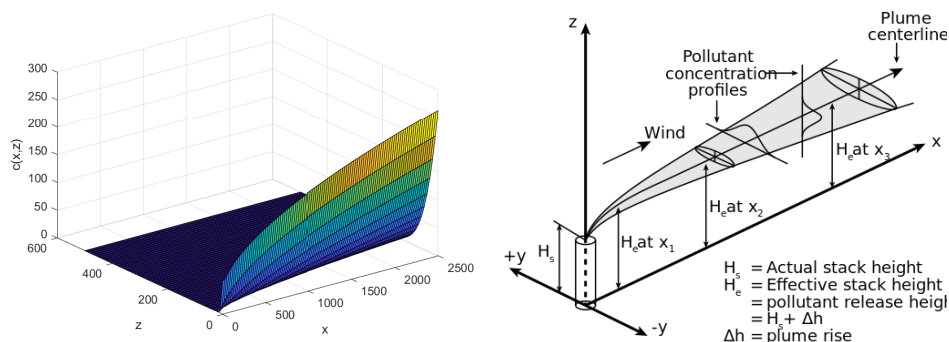 300
250
200
150
100
50
0
c(x,z)
600
400
200
0
z
0
500
1000
1500
2000
2500
x
z
Plume
centerline
Pollutant
concentration
profiles
Wind
x
Hₑat x₃
Hₑat x₂
Hₑat x₁
Hₛ
+y
-y
Hₛ = Actual stack height
Hₑ = Effective stack height
= pollutant release heigh
= Hₛ + Δh
Δh = plume rise